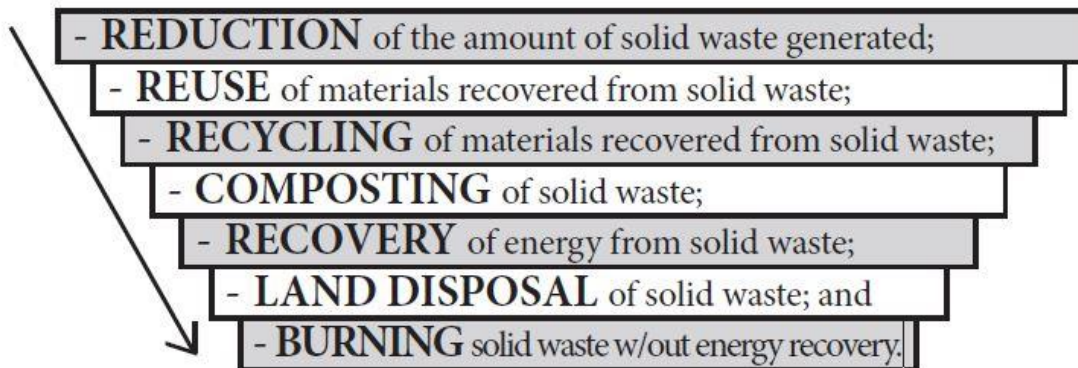 - REDUCTION of the amount of solid waste generated;
- REUSE of materials recovered from solid waste;
- RECYCLING of materials recovered from solid waste;
- COMPOSTING of solid waste;
- RECOVERY of energy from solid waste;
- LAND DISPOSAL of solid waste; and
- BURNING solid waste w/out energy recovery.